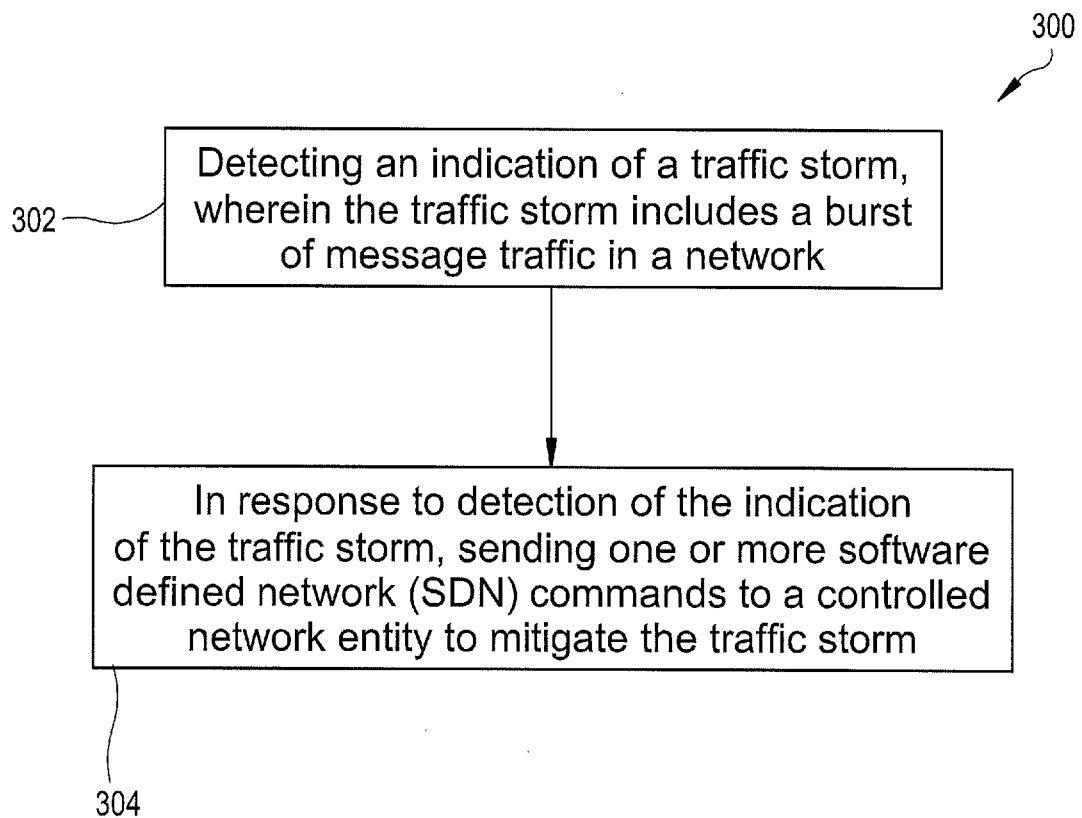 300
Detecting an indication of a traffic storm,
wherein the traffic storm includes a burst
of message traffic in a network
302
In response to detection of the indication
of the traffic storm, sending one or more software
defined network (SDN) commands to a controlled
network entity to mitigate the traffic storm
304